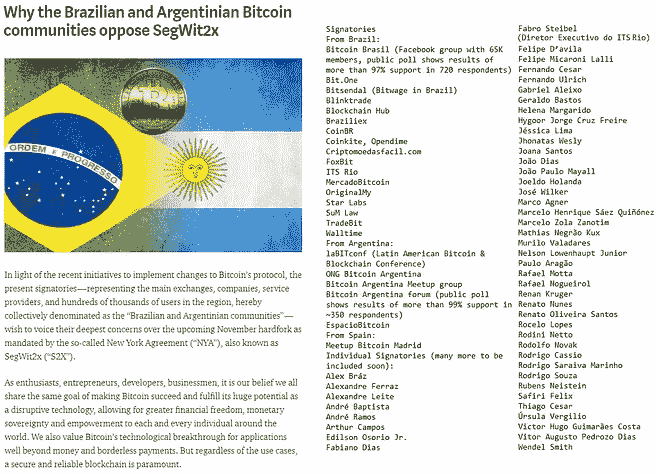 Why the Brazilian and Argentinian Bitcoin
communities oppose SegWit2x
ORDEM E PROGRESSO
In light of the recent initiatives to implement changes to Bitcoin's protocol, the
present signatories—representing the main exchanges, companies, service
providers, and hundreds of thousands of users in the region, hereby
collectively denominated as the "Brazilian and Argentinian communities"—
wish to voice their deepest concerns over the upcoming November hardfork as
mandated by the so-called New York Agreement ("NYA"), also known as
SegWit2x ("S2X").
As enthusiasts, entrepreneurs, developers, businessmen, it is our belief we all
share the same goal of making Bitcoin succeed and fulfill its huge potential as
a disruptive technology, allowing for greater financial freedom, monetary
sovereignty and empowerment to each and every individual around the
world. We also value Bitcoin's technological breakthrough for applications
well beyond money and borderless payments. But regardless of the use cases,
a secure and reliable blockchain is paramount.
Signatories
From Brazil:
Bitcoin Brasil (Facebook group with 65K
members, public poll shows results of
more than 97% support in 720 respondents)
Bit.One
Bitsendal (Bitwage in Brazil)
Blinktrade
Blockchain Hub
Braziliex
CoinBR
Coinkite, Opendime
Criptomoedasfacil.com
FoxBit
ITS Rio
MercadoBitcoin
OriginalMy
Star Labs
SuM Law
TradeBit
Walltime
From Argentina:
laBITconf (Latin American Bitcoin &
Blockchain Conference)
ONG Bitcoin Argentina
Bitcoin Argentina Meetup group
Bitcoin Argentina forum (public poll
shows results of more than 99% support in
~350 respondents)
EspacioBitcoin
From Spain:
Meetup Bitcoin Madrid
Individual Signatories (many more to be
included soon):
Alex Bráz
Alexandre Ferraz
Alexandre Leite
André Baptista
André Ramos
Arthur Campos
Edilson Osorio Jr.
Fabiano Dias
Fabro Steibel
(Diretor Executivo do ITS Rio)
Felipe D'avila
Felipe Micaroni Lalli
Fernando Cesar
Fernando Ulrich
Gabriel Aleixo
Geraldo Bastos
Helena Margarido
Hygoor Jorge Cruz Freire
Jéssica Lima
Jhonatas Wesly
Joana Santos
João Dias
João Paulo Mayall
Joeldo Holanda
José Wilker
Marco Agner
Marcelo Henrique Sáez Quiñónez
Marcelo Zola Zanotim
Mathias Negrão Kux
Murilo Valadares
Nelson Lowenhaupt Junior
Paulo Aragão
Rafael Motta
Rafael Nogueirol
Renan Kruger
Renato Nunes
Renato Oliveira Santos
Rocelo Lopes
Rodini Netto
Rodolfo Novak
Rodrigo Cassio
Rodrigo Saraiva Marinho
Rodrigo Souza
Rubens Neistein
Safiri Felix
Thiago Cesar
Úrsula Vergilio
Victor Hugo Guimarães Costa
Vitor Augusto Pedrozo Dias
Wendel Smith